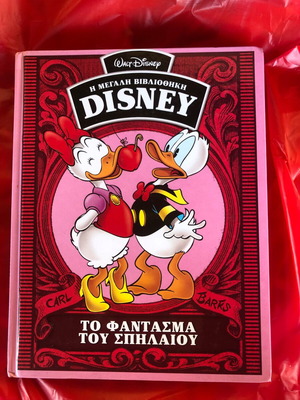 Walt Disney
Η ΜΕΓΑΛΗ ΒΙΒΛΙΟΘΗΚΗ
DISNEY
CARL BARKS
ΤΟ ΦΑΝΤΑΣΜΑ
ΤΟΥ ΣΠΗΛΑΙΟΥ